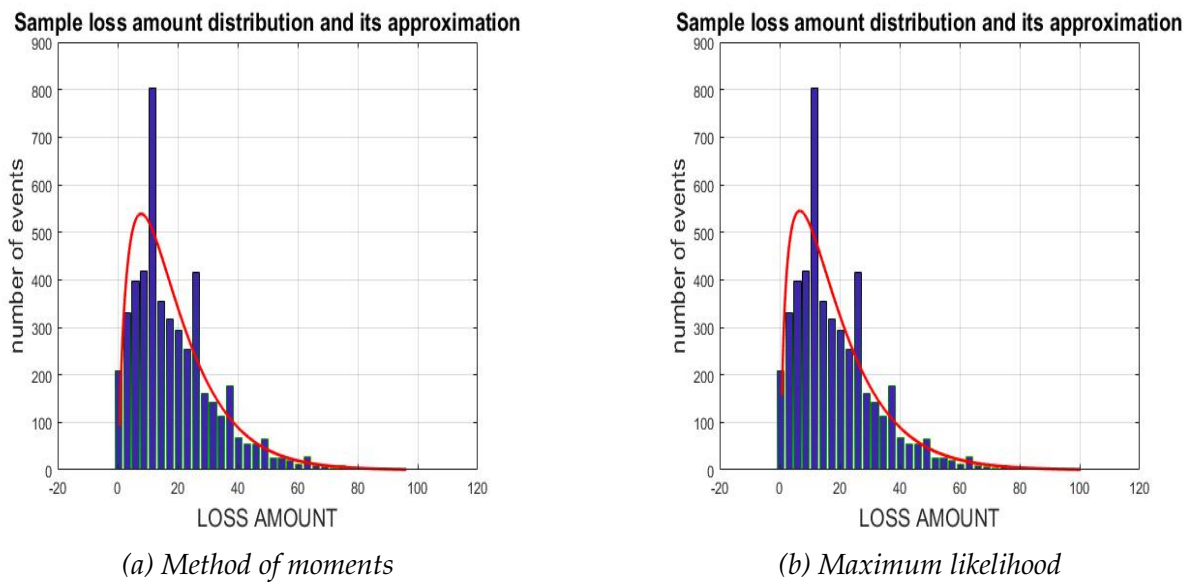 Sample loss amount distribution and its approximation
900
800
700
600
500
400
300
200
100
0
number of events
-20 0 20 40 60 80 100 120
LOSS AMOUNT
(a) Method of moments
Sample loss amount distribution and its approximation
900
800
700
600
500
400
300
200
100
0
number of events
-20 0 20 40 60 80 100 120
LOSS AMOUNT
(b) Maximum likelihood